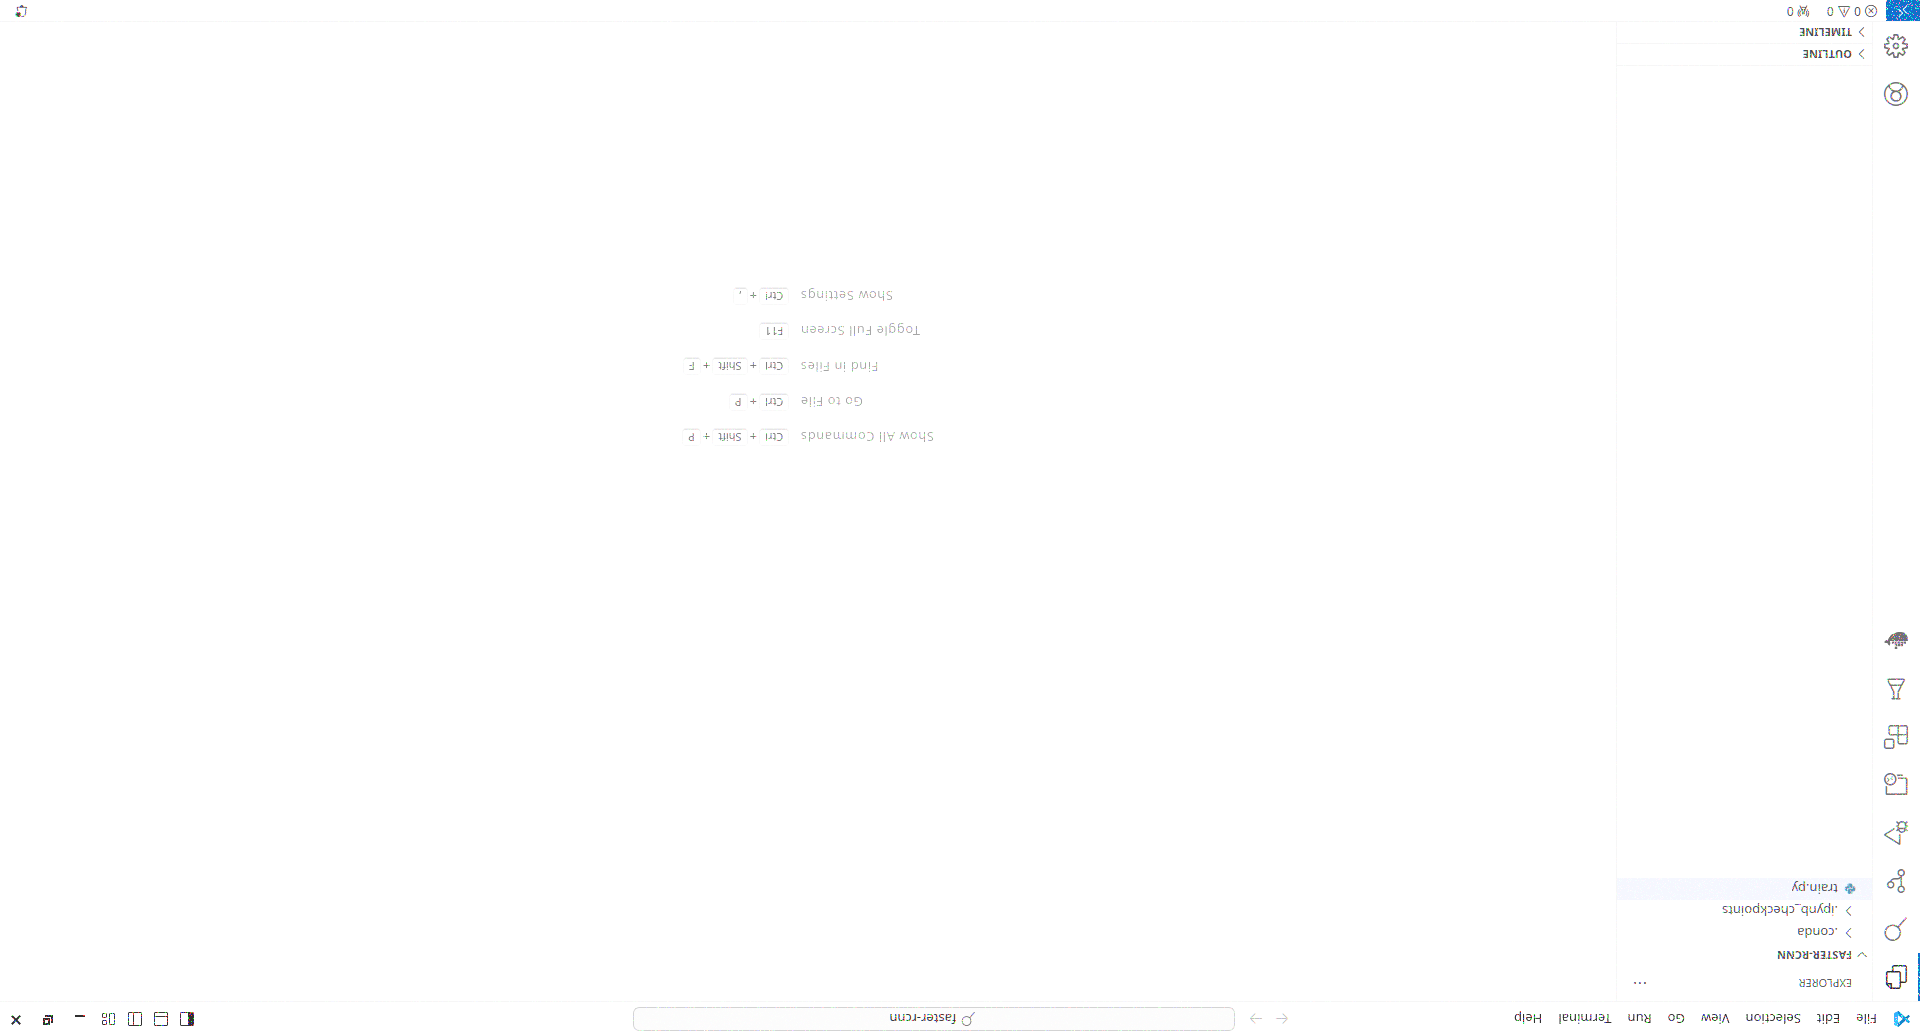 File Edit Selection View Go Run Terminal Help
faster-rcnn
EXPLORER
FASTER-RCNN
.conda
.ipynb_checkpoints
train.py
Show All Commands Ctrl + Shift + P
Go to File Ctrl + P
Find in Files Ctrl + Shift + F
Toggle Full Screen F11
Show Settings Ctrl + ,
OUTLINE
TIMELINE
0 0 0